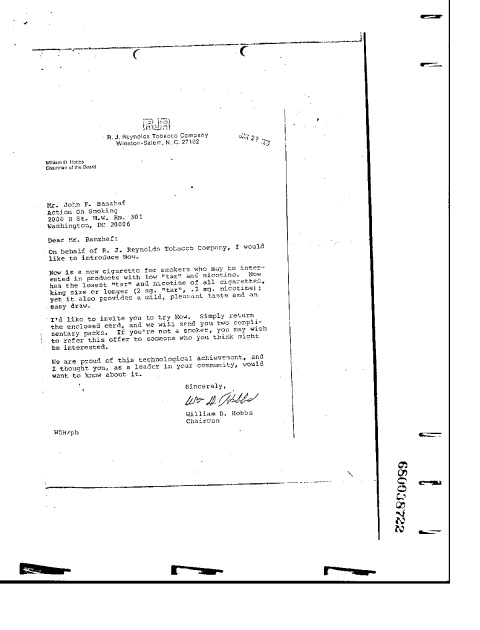 RJR
R. J. Reynolds Tobacco Company
Winston-Salem, N. C. 27102
William D. Hobbs
Chairman of the Board
Mr. John F. Banzhaf
Action On Smoking
2000 H St. N.W. Rm. 301
Washington, DC 20006
Dear Mr. Banzhaf:
On behalf of R. J. Reynolds Tobacco Company, I would
like to introduce Now.
Now is a new cigarette for smokers who may be inter-
ested in products with low "tar" and nicotine. Now
has the lowest "tar" and nicotine of all cigarettes,
king size or longer (2 mg. "tar", .2 mg. nicotine);
yet it also provides a mild, pleasant taste and an
easy draw.
I'd like to invite you to try Now. Simply return
the enclosed card, and we will send you two compli-
mentary packs. If you're not a smoker, you may wish
to refer this offer to someone who you think might
be interested.
We are proud of this technological achievement, and
I thought you, as a leader in your community, would
want to know about it.
Sincerely,
Wm D. Hobbs
William D. Hobbs
Chairman
WDH/ph
680038722